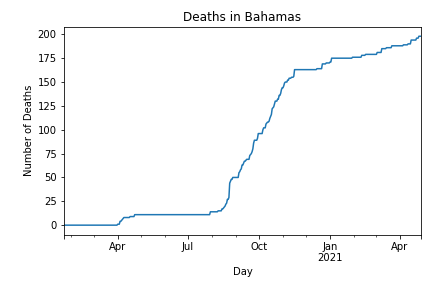 Deaths in Bahamas
Number of Deaths
200
175
150
125
100
75
50
25
0
Apr
Jul
Oct
Jan
2021
Apr
Day